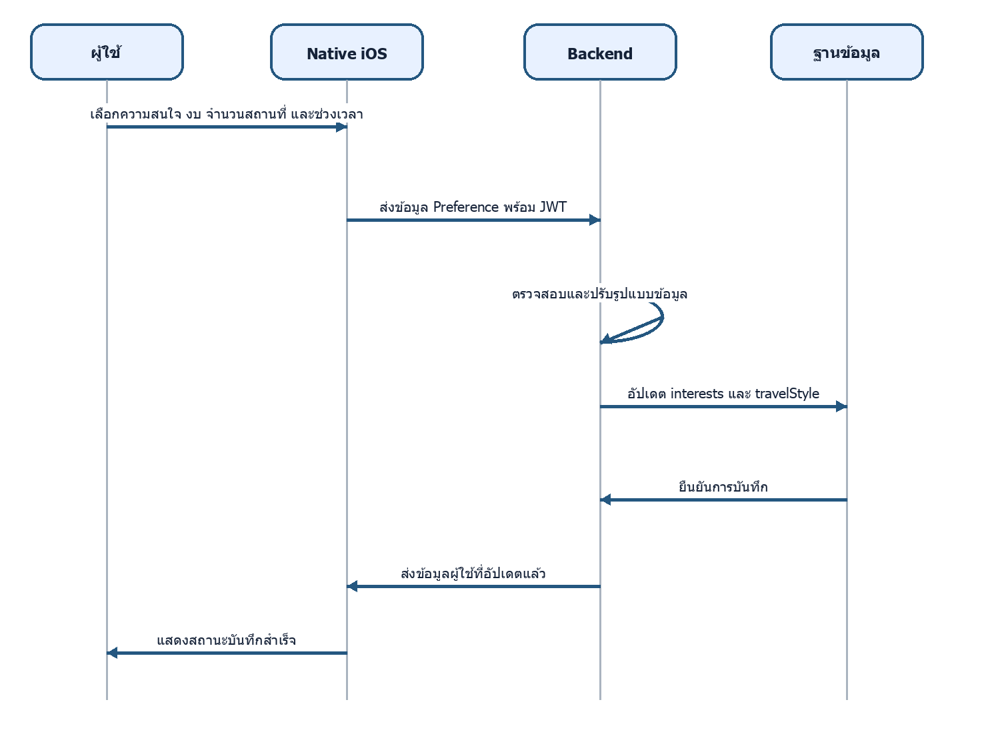 ผู้ใช้
Native iOS
Backend
ฐานข้อมูล
เลือกความสนใจ งบ จำนวนสถานที่ และช่วงเวลา
ส่งข้อมูล Preference พร้อม JWT
ตรวจสอบและปรับรูปแบบข้อมูล
อัปเดต interests และ travelStyle
ยืนยันการบันทึก
ส่งข้อมูลผู้ใช้ที่อัปเดตแล้ว
แสดงสถานะบันทึกสำเร็จ